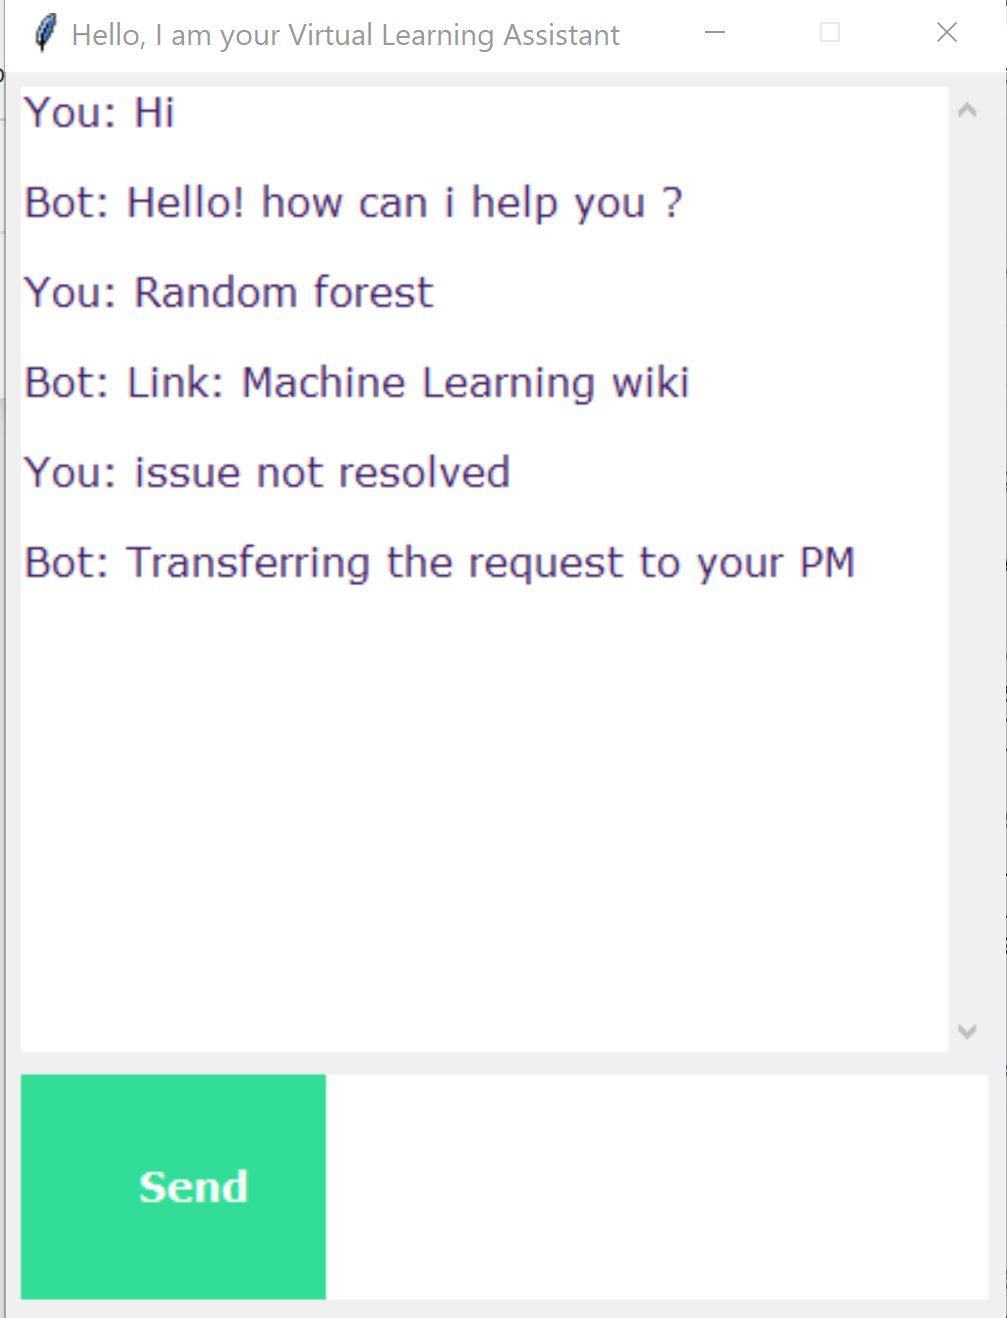 Hello, I am your Virtual Learning Assistant
You: Hi
Bot: Hello! how can i help you ?
You: Random forest
Bot: Link: Machine Learning wiki
You: issue not resolved
Bot: Transferring the request to your PM
Send